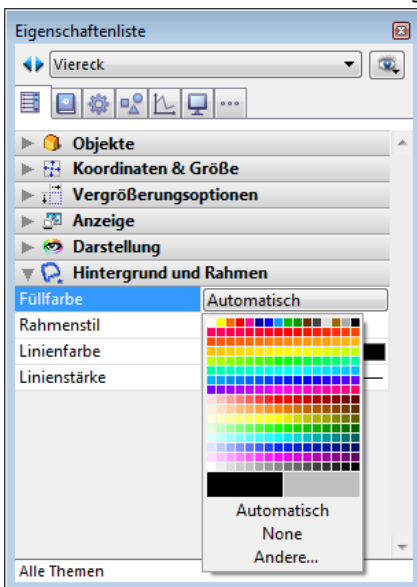 Eigenschaftenliste
Viereck
Objekte
Koordinaten & Größe
Vergrößerungsoptionen
Anzeige
Darstellung
Hintergrund und Rahmen
Füllfarbe Automatisch
Rahmenstil
Linienfarbe
Linienstärke
Automatisch
None
Andere...
Alle Themen